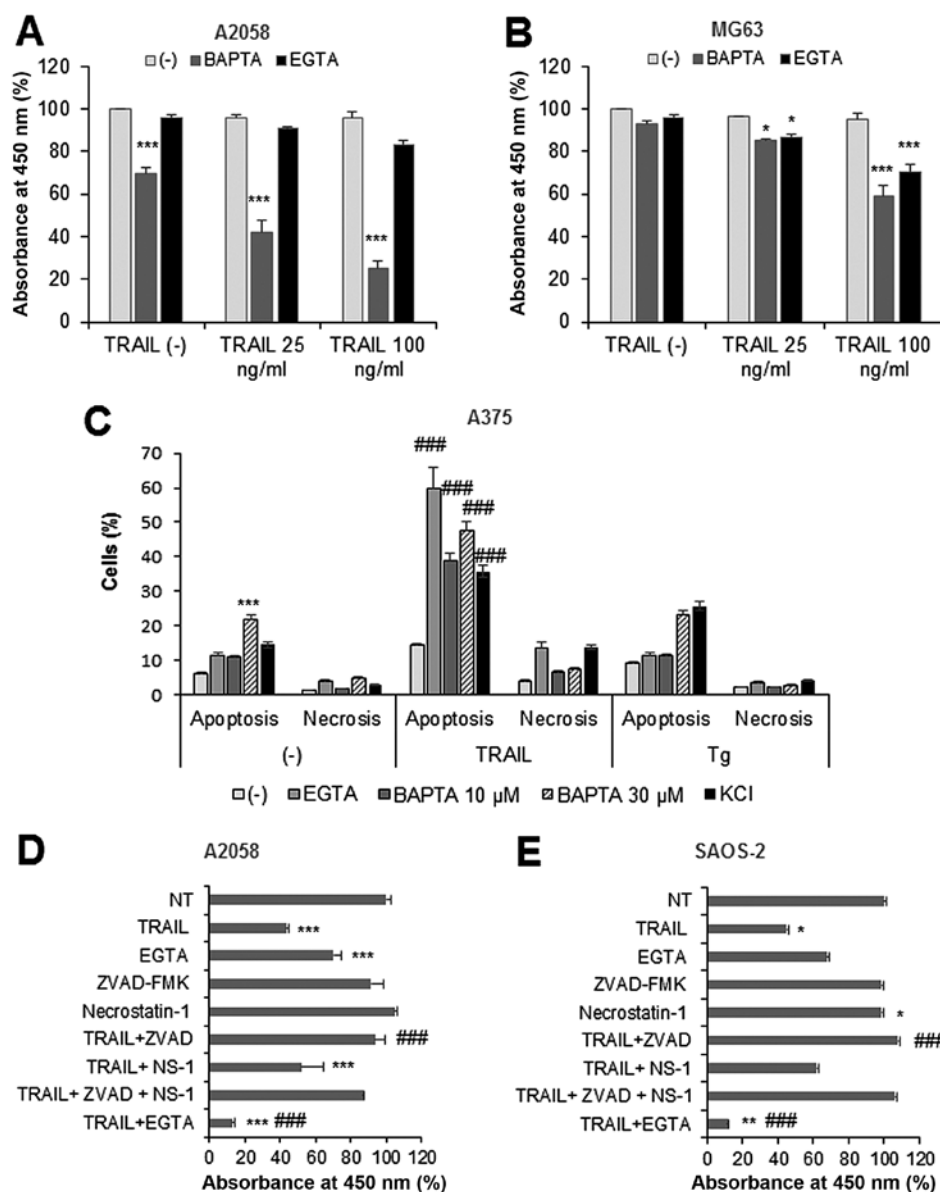 A
A2058
(-) BAPTA EGTA
Absorbance at 450 nm (%)
120
100
80
60
40
20
0
***
***
***
TRAIL (-)
TRAIL 25
ng/ml
TRAIL 100
ng/ml
B
MG63
(-) BAPTA EGTA
Absorbance at 450 nm (%)
120
100
80
60
40
20
0
*
*
***
***
TRAIL (-)
TRAIL 25
ng/ml
TRAIL 100
ng/ml
C
A375
Cells (%)
70
60
50
40
30
20
10
0
***
###
###
###
###
Apoptosis Necrosis Apoptosis Necrosis Apoptosis Necrosis
(-) TRAIL Tg
(-) EGTA BAPTA 10 µM BAPTA 30 µM KCl
D
A2058
NT
TRAIL ***
EGTA ***
ZVAD-FMK
Necrostatin-1
TRAIL+ZVAD ###
TRAIL+ NS-1 ***
TRAIL+ ZVAD + NS-1
TRAIL+EGTA *** ###
0 20 40 60 80 100 120
Absorbance at 450 nm (%)
E
SAOS-2
NT
TRAIL *
EGTA
ZVAD-FMK
Necrostatin-1 *
TRAIL+ZVAD ###
TRAIL+ NS-1
TRAIL+ ZVAD + NS-1
TRAIL+EGTA ** ###
0 20 40 60 80 100 120
Absorbance at 450 nm (%)